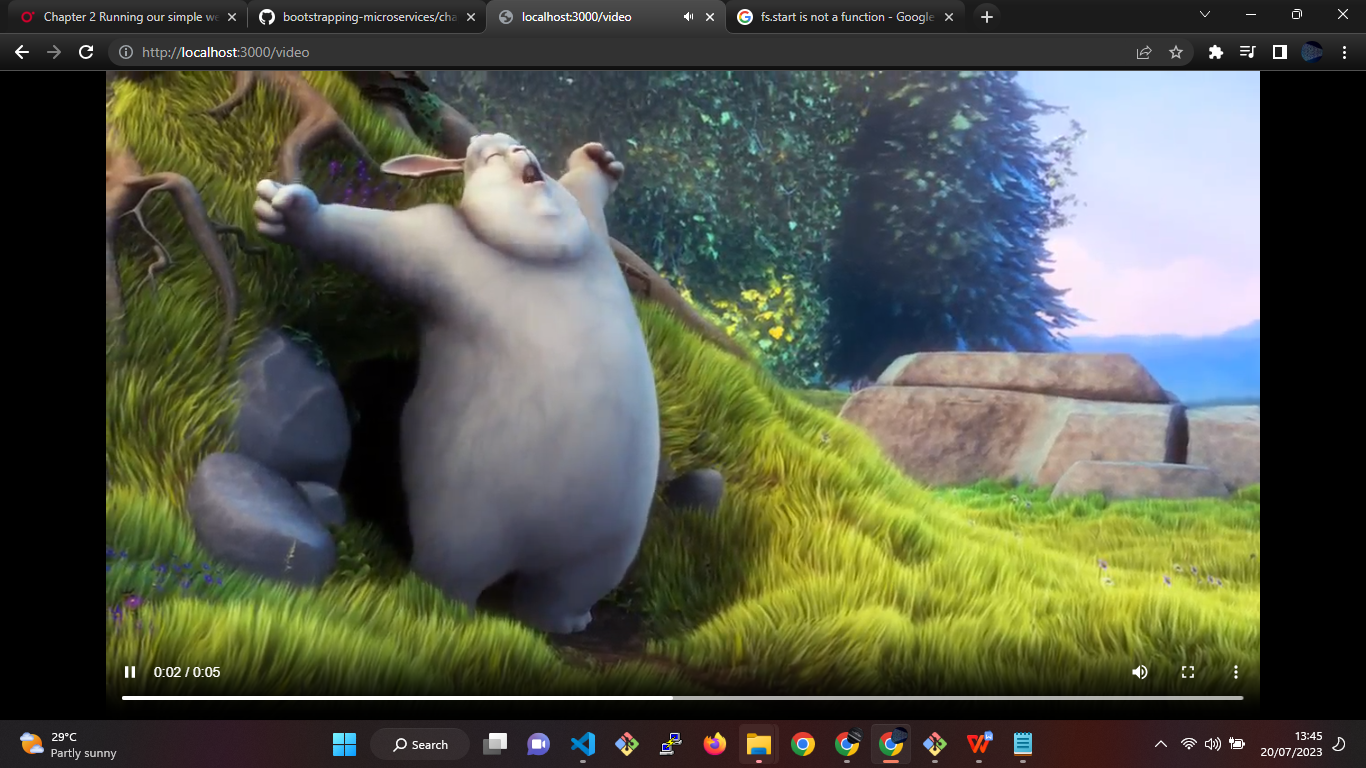 Chapter 2 Running our simple we
bootstrapping-microservices/cha
localhost:3000/video
fs.start is not a function - Google
http://localhost:3000/video
0:02 / 0:05
29°C
Partly sunny
Search
13:45
20/07/2023